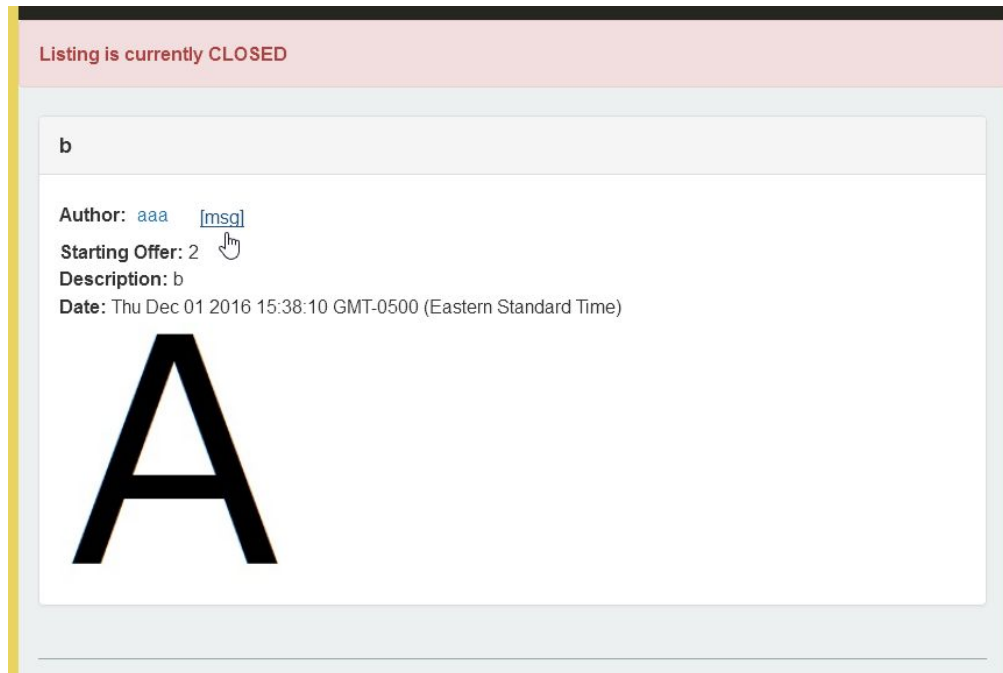 Listing is currently CLOSED
b
Author: aaa [msg]
Starting Offer: 2
Description: b
Date: Thu Dec 01 2016 15:38:10 GMT-0500 (Eastern Standard Time)
A